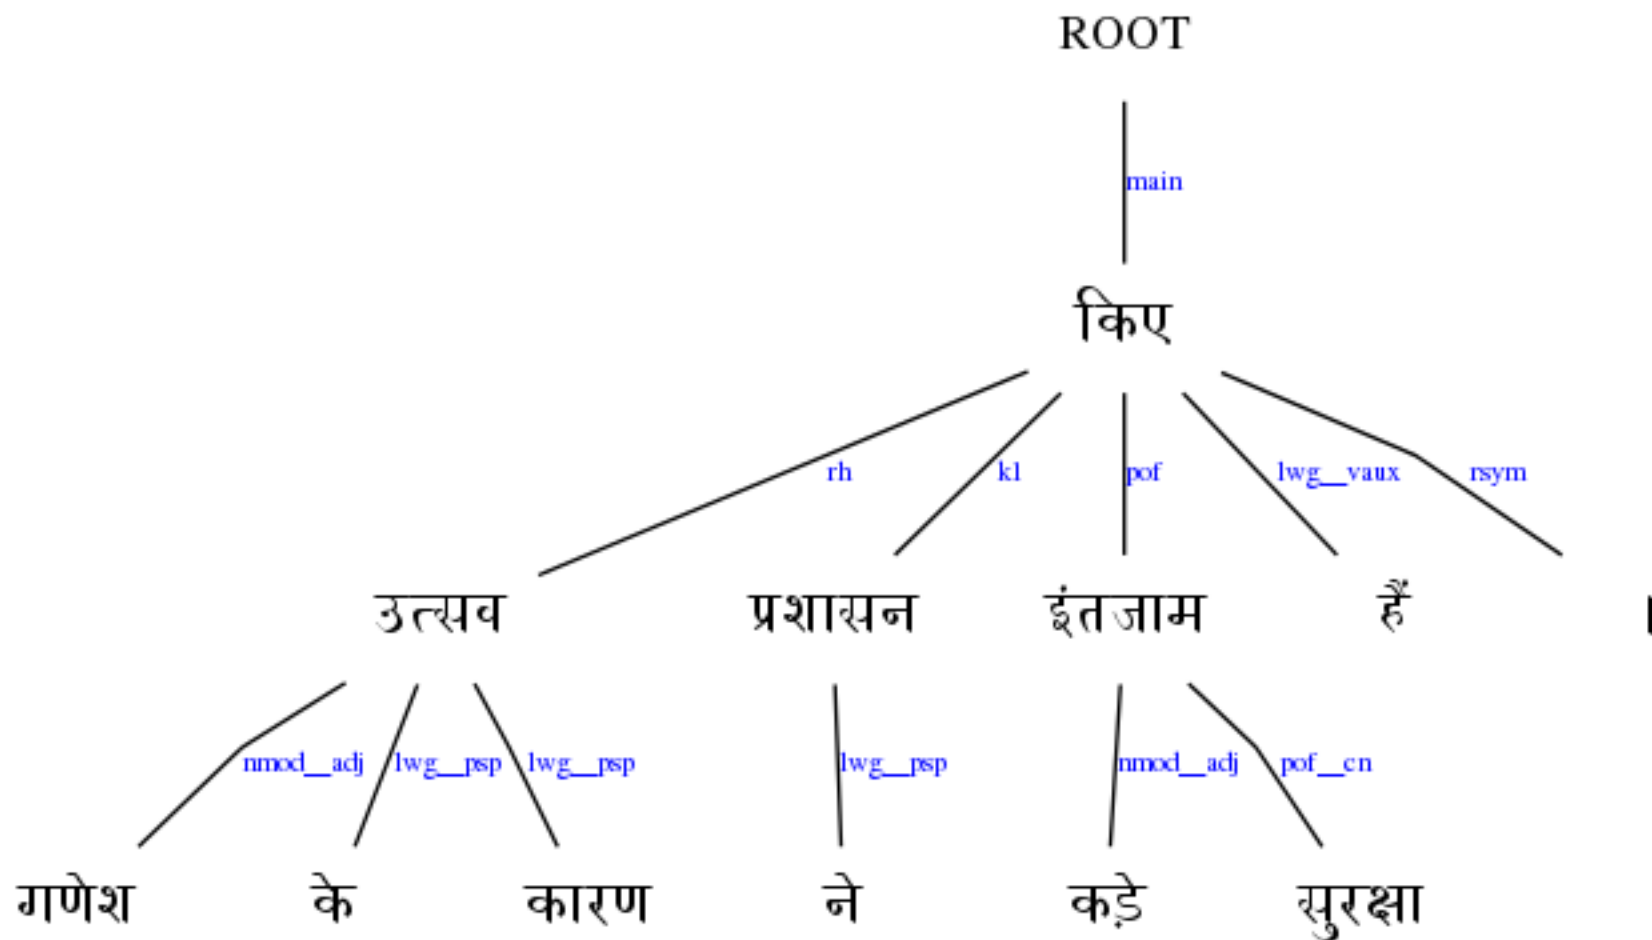 ROOT
main
किए
rh k1 pof lwg__vaux rsym
उत्सव प्रशासन इंतजाम हैं ।
nmod__adj lwg__psp lwg__psp lwg__psp nmod__adj pof__cn
गणेश के कारण ने कड़े सुरक्षा